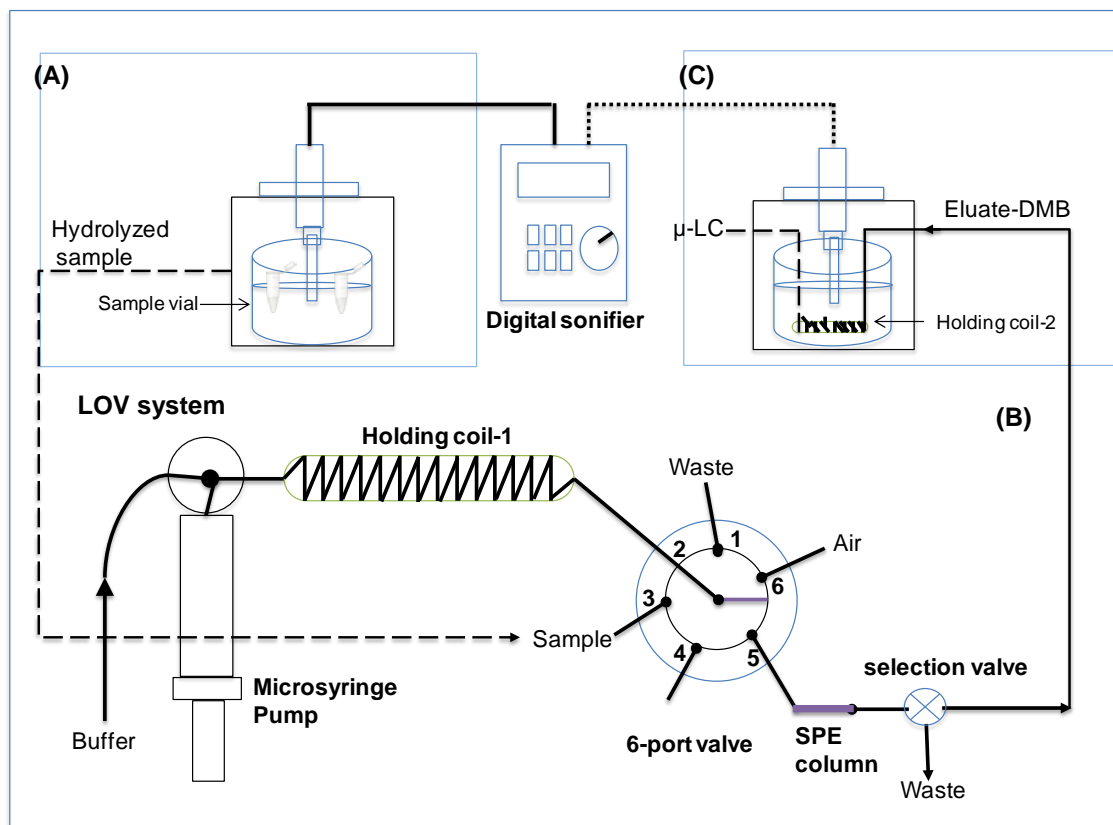 (A)
(C)
Hydrolyzed
sample
Sample vial
Digital sonifier
µ-LC
Eluate-DMB
Holding coil-2
LOV system
(B)
Holding coil-1
Waste
Air
1
2
3
4
5
6
Sample
Microsyringe
Pump
Buffer
6-port valve
SPE
column
selection valve
Waste